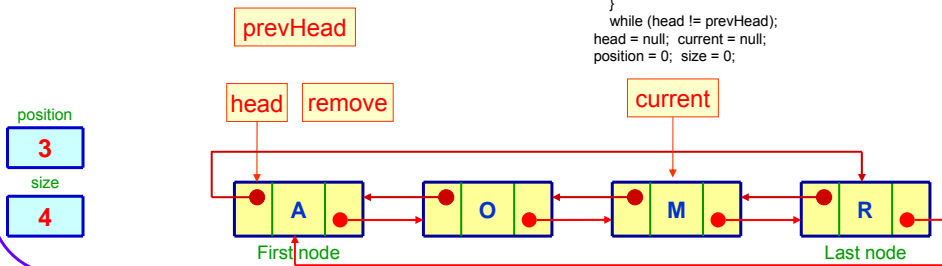 }
while (head != prevHead);
head = null;  current = null;
position = 0;  size = 0;
prevHead
head
remove
current
position
3
size
4
A
O
M
R
First node
Last node